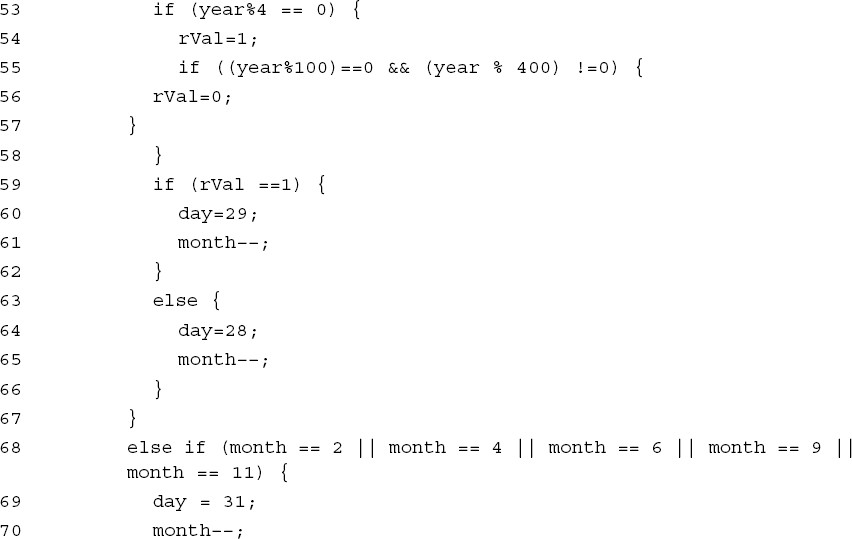 53 if (year%4 == 0) {
54 rVal=1;
55 if ((year%100)==0 && (year % 400) !=0) {
56 rVal=0;
57 }
58 }
59 if (rVal ==1) {
60 day=29;
61 month--;
62 }
63 else {
64 day=28;
65 month--;
66 }
67 }
68 else if (month == 2 || month == 4 || month == 6 || month == 9 ||
month == 11) {
69 day = 31;
70 month--;